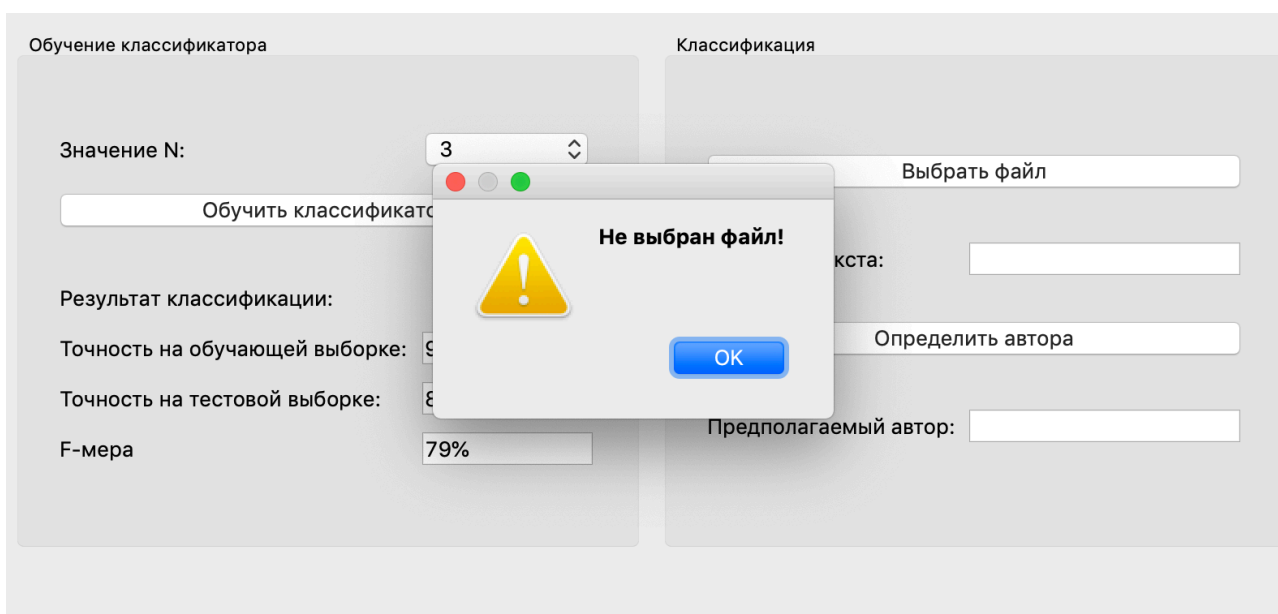 Обучение классификатора
Значение N:
3
Результат классификации:
Точность на обучающей выборке:
Точность на тестовой выборке:
F-мера
79%
Обучить
Не выбран файл!
OK
Классификация
Выбрать файл
Определить автора
Предполагаемый автор: